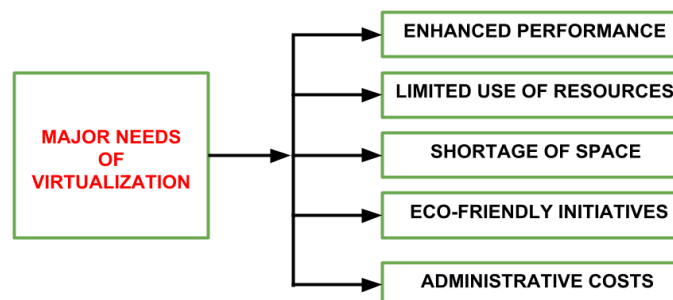 MAJOR NEEDS
OF
VIRTUALIZATION
ENHANCED PERFORMANCE
LIMITED USE OF RESOURCES
SHORTAGE OF SPACE
ECO-FRIENDLY INITIATIVES
ADMINISTRATIVE COSTS